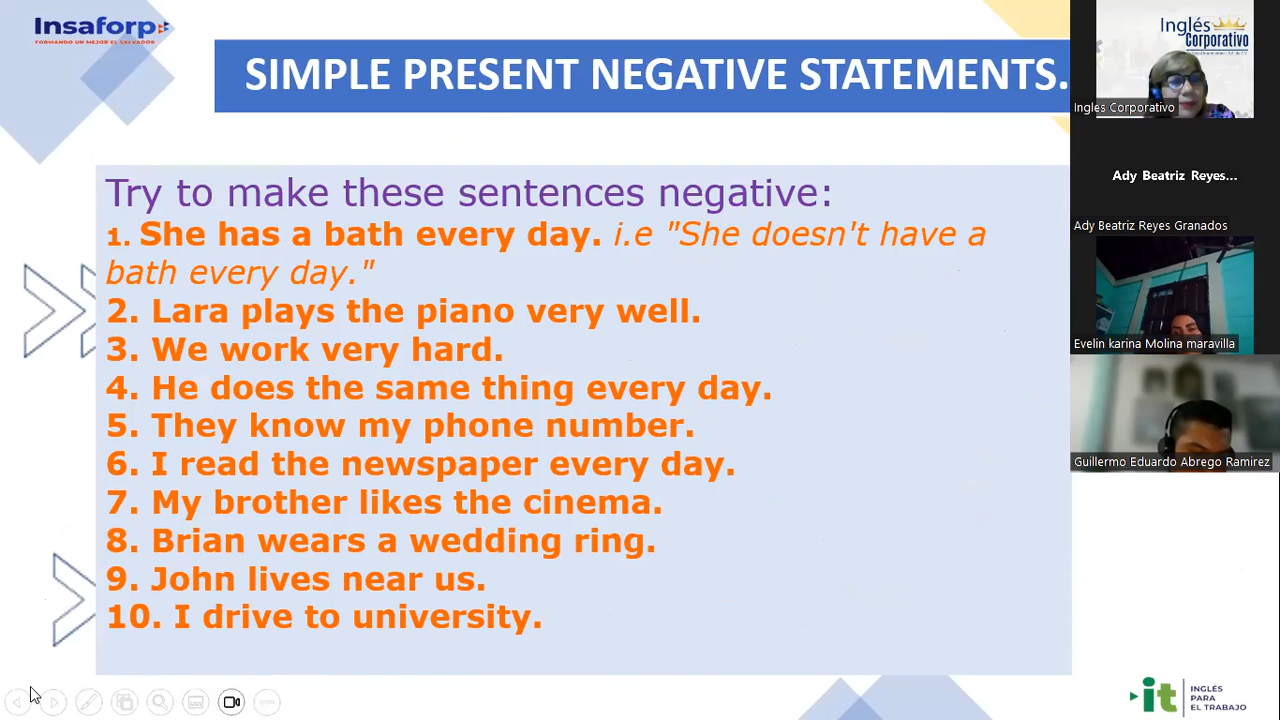 Insaforp
FORMANDO UN MEJOR EL SALVADOR
SIMPLE PRESENT NEGATIVE STATEMENTS.
Try to make these sentences negative:
1. She has a bath every day. i.e "She doesn't have a
bath every day."
2. Lara plays the piano very well.
3. We work very hard.
4. He does the same thing every day.
5. They know my phone number.
6. I read the newspaper every day.
7. My brother likes the cinema.
8. Brian wears a wedding ring.
9. John lives near us.
10. I drive to university.
Inglés
Corporativo
Ingles Corporativo
Ady Beatriz Reyes...
Ady Beatriz Reyes Granados
Evelin karina Molina maravilla
Guillermo Eduardo Abrego Ramirez
it
INGLÉS
PARA
EL TRABAJO